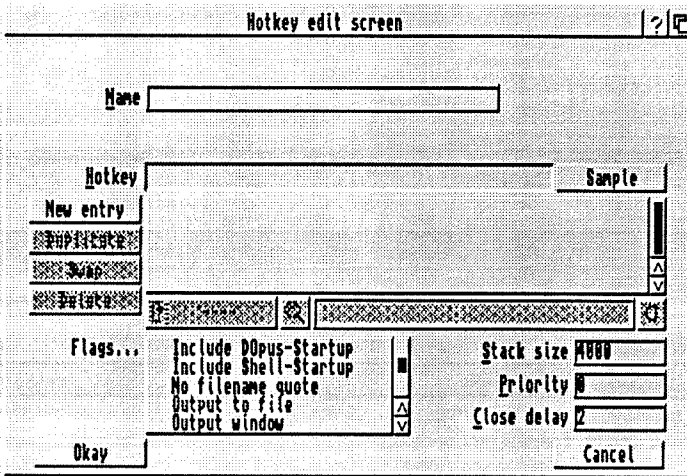 Hotkey edit screen ?
Name
Hotkey Sample
New entry
Duplicate
Swap
Delete
Flags... Include DOpus-Startup
Include Shell-Startup
No filename quote
Output to file
Output window
Stack size 4000
Priority 0
Close delay 2
Okay Cancel